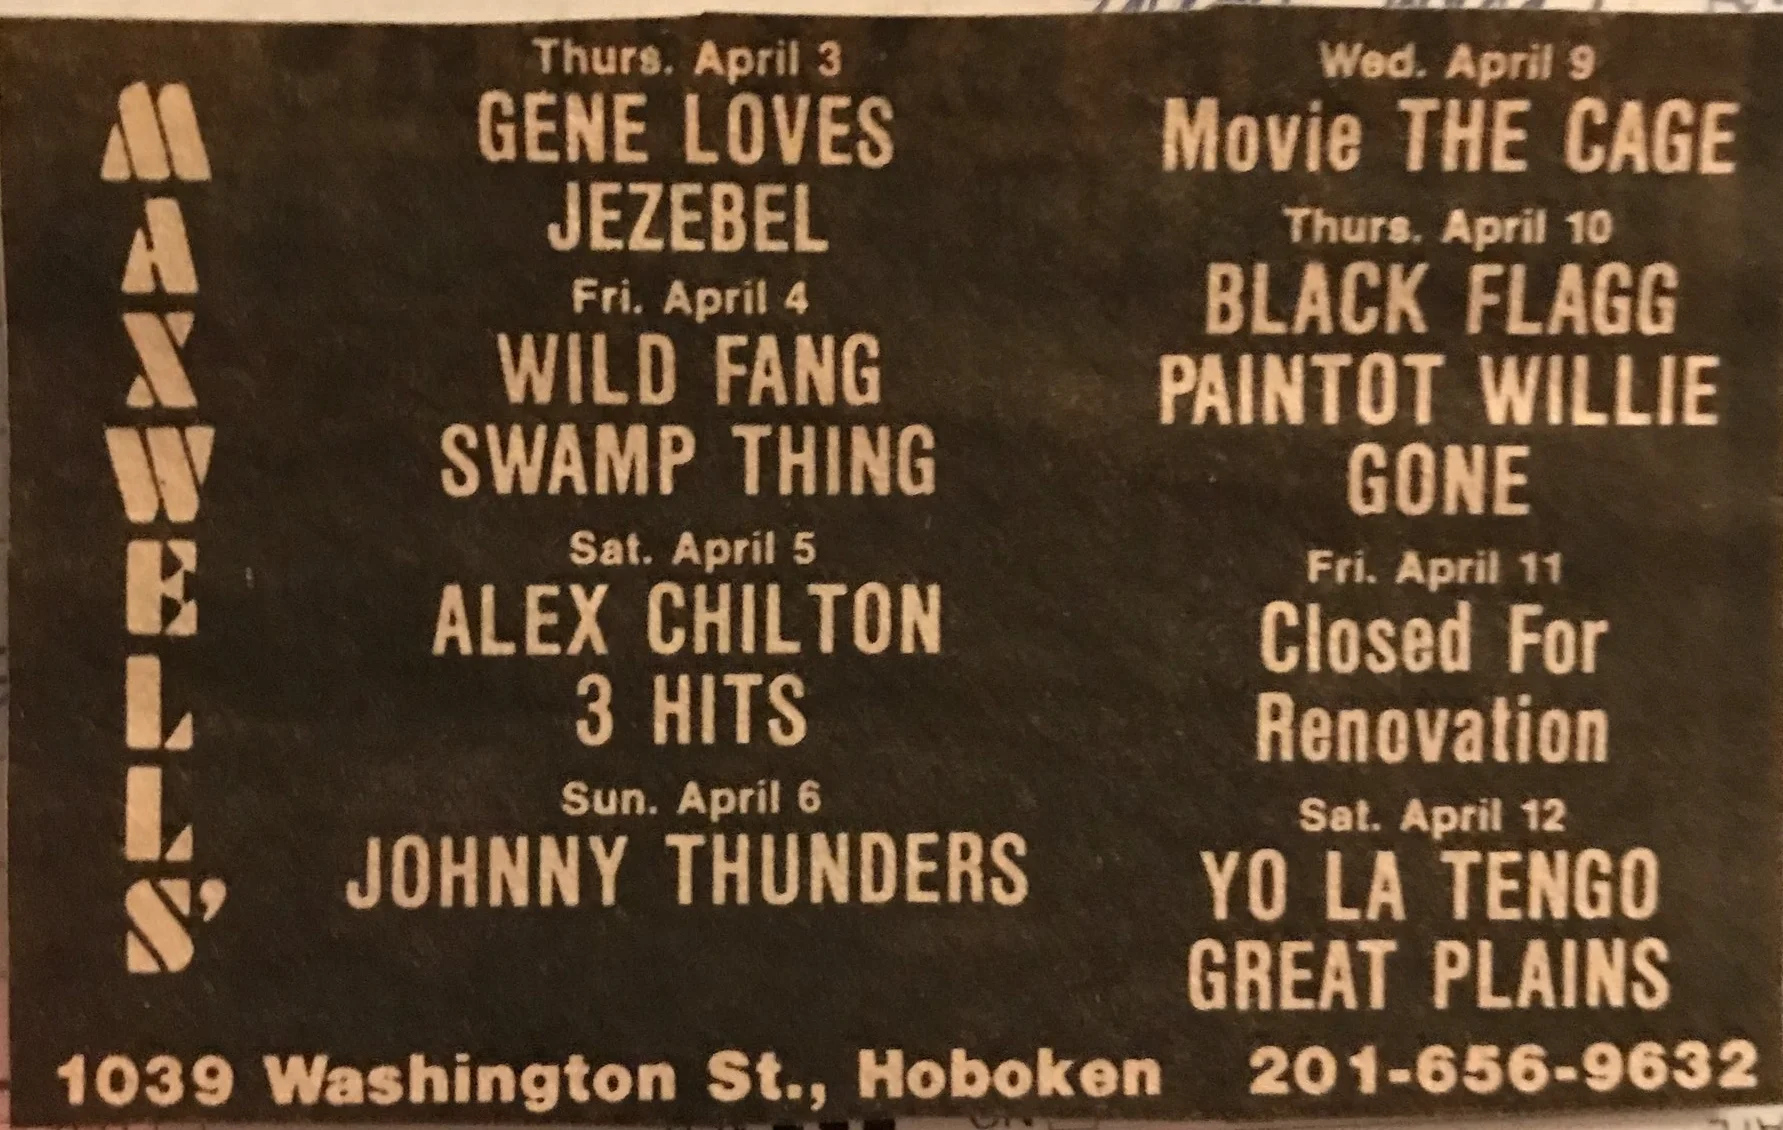 MAXWELLS'
Thurs. April 3
GENE LOVES
JEZEBEL
Fri. April 4
WILD FANG
SWAMP THING
Sat. April 5
ALEX CHILTON
3 HITS
Sun. April 6
JOHNNY THUNDERS
Wed. April 9
Movie THE CAGE
Thurs. April 10
BLACK FLAGG
PAINTOT WILLIE
GONE
Fri. April 11
Closed For
Renovation
Sat. April 12
YO LA TENGO
GREAT PLAINS
1039 Washington St., Hoboken 201-656-9632